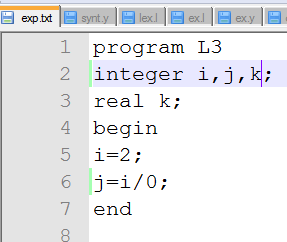 exp.txt synt.y lex.l ex.l ex.y
1 program L3
2 integer i,j,k;
3 real k;
4 begin
5 i=2;
6 j=i/0;
7 end
8